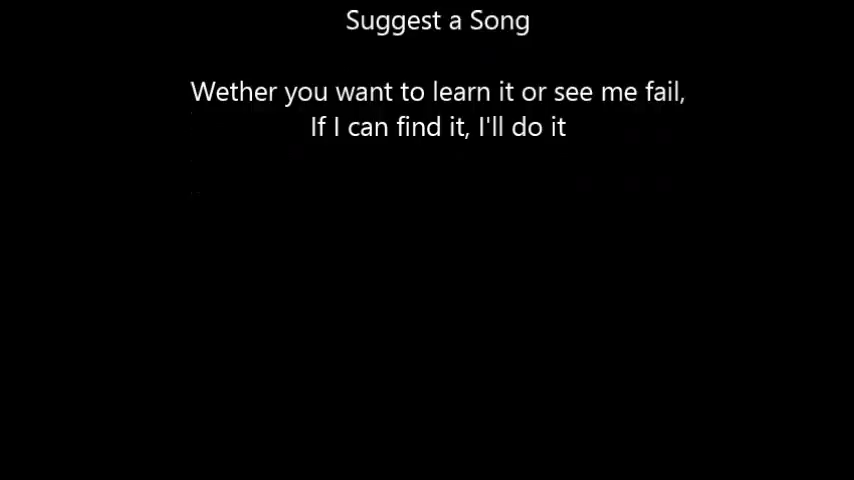 Suggest a Song
Wether you want to learn it or see me fail,
If I can find it, I'll do it